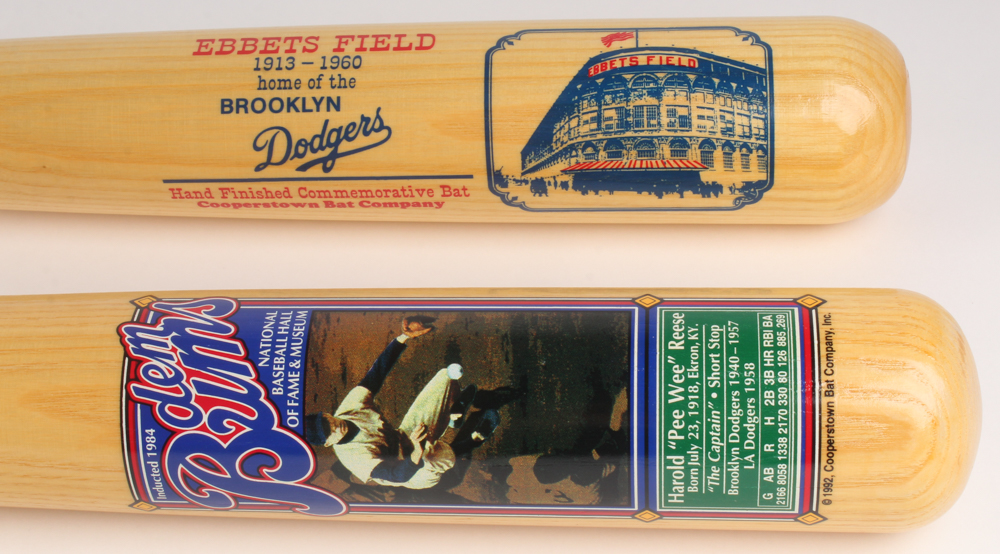 EBBETS FIELD
1913 – 1960
home of the
BROOKLYN
Dodgers
Hand Finished Commemorative Bat
Cooperstown Bat Company
EBBETS FIELD
Inducted 1984
dem
Bums
NATIONAL
BASEBALL HALL
OF FAME & MUSEUM
Harold "Pee Wee" Reese
Born July 23, 1918, Ekron, KY.
"The Captain" • Short Stop
Brooklyn Dodgers 1940–1957
LA Dodgers 1958
G AB R H 2B 3B HR RBI BA
2166 8058 1338 2170 330 80 126 885 .269
©1992, Cooperstown Bat Company, Inc.